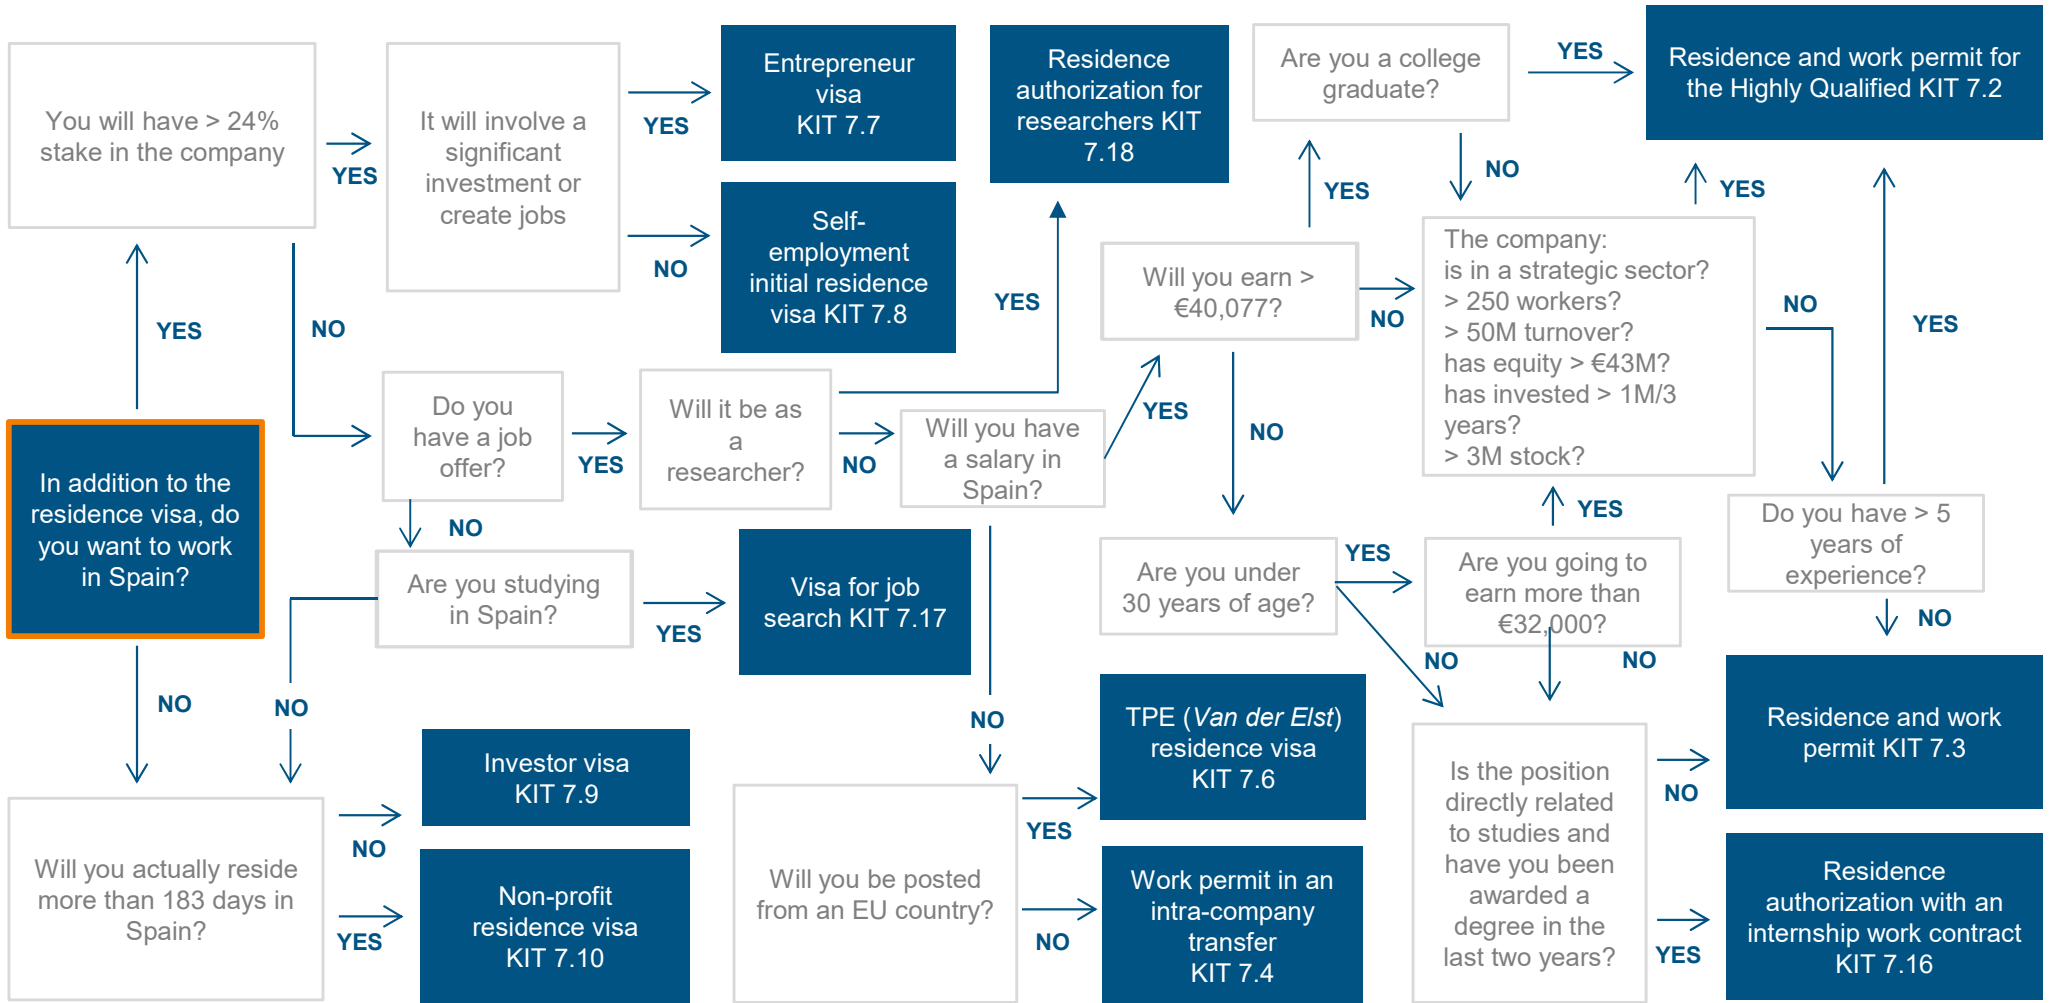 You will have > 24%
stake in the company
YES
It will involve a
significant
investment or
create jobs
YES
NO
Entrepreneur
visa
KIT 7.7
Self-
employment
initial residence
visa KIT 7.8
Residence
authorization for
researchers KIT
7.18
Are you a college
graduate?
YES
NO
Residence and work permit for
the Highly Qualified KIT 7.2
YES
NO
YES
Will you earn >
€40,077?
YES
NO
NO
The company:
is in a strategic sector?
> 250 workers?
> 50M turnover?
has equity > €43M?
has invested > 1M/3
years?
> 3M stock?
YES
NO
YES
In addition to the
residence visa, do
you want to work
in Spain?
Do you
have a job
offer?
YES
NO
Will it be as
a
researcher?
YES
NO
Will you have
a salary in
Spain?
YES
NO
Are you studying
in Spain?
YES
NO
Visa for job
search KIT 7.17
Are you under
30 years of age?
YES
NO
Are you going to
earn more than
€32,000?
YES
NO
Do you have > 5
years of
experience?
NO
NO
Will you actually reside
more than 183 days in
Spain?
NO
YES
Investor visa
KIT 7.9
Non-profit
residence visa
KIT 7.10
Will you be posted
from an EU country?
YES
NO
TPE (Van der Elst)
residence visa
KIT 7.6
Work permit in an
intra-company
transfer
KIT 7.4
Is the position
directly related
to studies and
have you been
awarded a
degree in the
last two years?
NO
YES
Residence and work
permit KIT 7.3
Residence
authorization with an
internship work contract
KIT 7.16